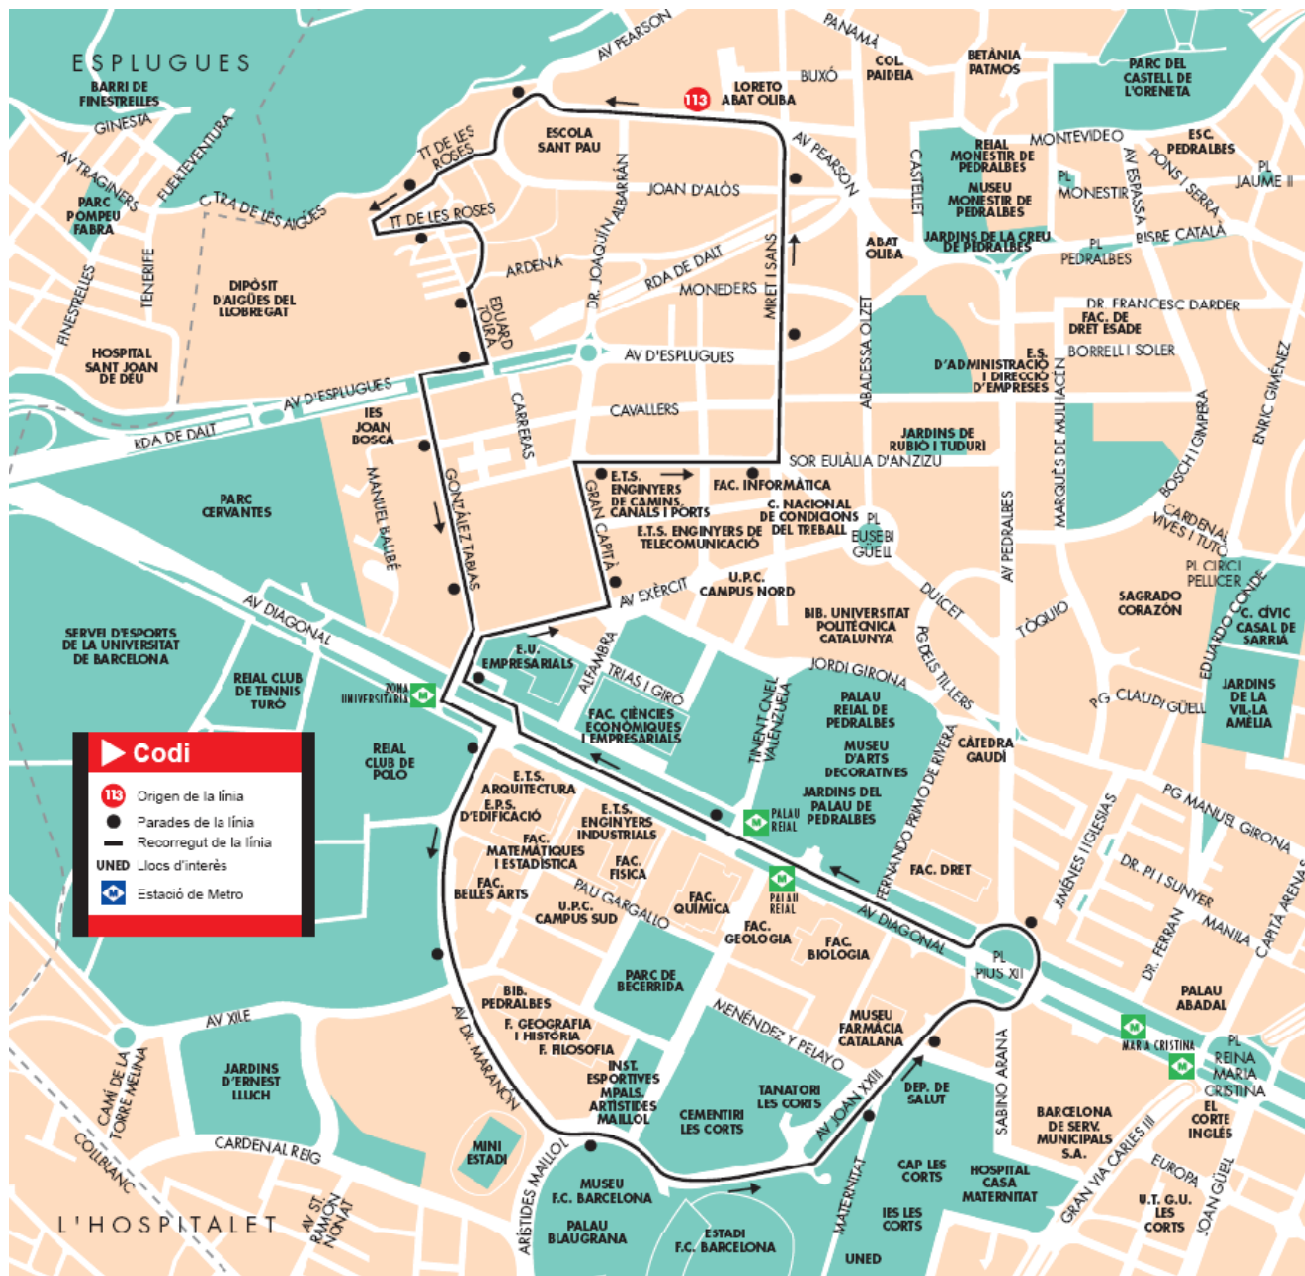 ESPLUGUES
BARRI DE
FINESTRELLES
GINESTA
AV TRAGINERS
FUERTEVENTURA
PARC
POMPEU
FABRA
C. TRA DE LES AIGÜES
FINESTRELLES
TENERIFE
DIPÒSIT
D'AIGÜES DEL
LLOBREGAT
HOSPITAL
SANT JOAN
DE DÉU
AV D'ESPLUGUES
RDA DE DALT
AV PEARSON
PANAMÀ
BUXÓ
COL.
PAIDEIA
BETÀNIA
PATMOS
PARC DEL
CASTELL DE
L'ORENETA
LORETO
ABAT OLIBA
113
ESCOLA
SANT PAU
TT DE LES
ROSES
TT DE LES ROSES
AV PEARSON
JOAN D'ALÒS
DR. JOAQUÍN ALBARRÁN
RDA DE DALT
ARDENA
MONEDERS
MIRET I SANS
EDUARD
TOLRA
AV D'ESPLUGUES
CASTELLET
REIAL
MONESTIR DE
PEDRALBES
MUSEU
MONESTIR DE
PEDRALBES
JARDINS DE LA CREU
DE PEDRALBES
MONTEVIDEO
PL
MONESTIR
AV ESPASSA
PONS I SERRA
ESC.
PEDRALBES
PL
JAUME II
BISBE CATALÀ
PL
PEDRALBES
ABAT
OLIBA
ABADESSA OLZET
DR. FRANCESC DARDER
FAC. DE
DRET ESADE
BORRELL I SOLER
E.S.
D'ADMINISTRACIÓ
I DIRECCIÓ
D'EMPRESES
IES
JOAN
BOSCÀ
CARRERAS
CAVALLERS
JARDINS DE
RUBIÓ I TUDURÍ
MARQUÈS DE MULHACÉN
BOSCH I GIMPERA
ENRIC GIMÉNEZ
SOR EULÀLIA D'ANZIZU
PARC
CERVANTES
MANUEL BALIBÉ
GONZÁLEZ TABLAS
GRAN CAPITÀ
E.T.S.
ENGINYERS
DE CAMINS,
CANALS I PORTS
FAC. INFORMÀTICA
C. NACIONAL
DE CONDICIONS
DEL TREBALL
E.T.S. ENGINYERS DE
TELECOMUNICACIÓ
PL
EUSEBI
GÜELL
AV PEDRALBES
CARDENAL
VIVES I TUTÓ
PL CIRICI
PELLICER
U.P.C.
CAMPUS NORD
AV EXÈRCIT
DULCET
TÒQUIO
SAGRADO
CORAZÓN
EDUARDO CONDE
C. CÍVIC
CASAL DE
SARRIÀ
AV DIAGONAL
SERVEI D'ESPORTS
DE LA UNIVERSITAT
DE BARCELONA
REIAL CLUB
DE TENNIS
TURÓ
ZONA
UNIVERSITÀRIA
M
E.U.
EMPRESARIALS
ALFAMBRA
TRIAS I GIRÓ
BIB. UNIVERSITAT
POLITÈCNICA
CATALUNYA
PG DELS TIL·LERS
JORDI GIRONA
PG CLAUDI GÜELL
JARDINS
DE LA
VIL·LA
AMÈLIA
FAC. CIÈNCIES
ECONÒMIQUES
I EMPRESARIALS
TINENT CNEL
VALENZUELA
PALAU
REIAL DE
PEDRALBES
MUSEU
D'ARTS
DECORATIVES
JARDINS DEL
PALAU DE
PEDRALBES
FERNANDO PRIMO DE RIVERA
CÀTEDRA
GAUDÍ
REIAL
CLUB DE
POLO
Codi
113 Origen de la línia
Parades de la línia
Recorregut de la línia
UNED Llocs d'interès
M Estació de Metro
E.T.S.
ARQUITECTURA
E.P.S.
D'EDIFICACIÓ
E.T.S.
ENGINYERS
INDUSTRIALS
FAC.
MATEMÀTIQUES
I ESTADÍSTICA
FAC.
FISICA
FAC.
BELLES ARTS
U.P.C.
CAMPUS SUD
PAU GARGALLO
FAC.
QUÍMICA
M PALAU
REIAL
M
PALAU
REIAL
FAC.
GEOLOGIA
FAC.
BIOLOGIA
AV DIAGONAL
FAC. DRET
JIMÉNES I IGLESIAS
PG MANUEL GIRONA
DR. PI I SUNYER
MANILA
DR. FERRAN
CAPITÀ ARENAS
PL
PIUS XII
PALAU
ABADAL
M
MARIA CRISTINA
M
PL
REINA
MARIA
CRISTINA
PARC DE
BECERRIDA
BIB.
PEDRALBES
F. GEOGRAFIA
I HISTÒRIA
F. FILOSOFIA
MENÉNDEZ Y PELAYO
MUSEU
FARMÀCIA
CATALANA
INST.
ESPORTIVES
MPALS.
ARÍSTIDES
MAILLOL
CEMENTIRI
LES CORTS
TANATORI
LES CORTS
AV JOAN XXIII
DEP. DE
SALUT
SABINO ARANA
BARCELONA
DE SERV.
MUNICIPALS
S.A.
GRAN VIA CARLES III
EL
CORTE
INGLÉS
EUROPA
JOAN GÜELL
U.T. G.U.
LES
CORTS
AV XILE
AV DR. MARAÑÓN
CAMÍ DE LA
TORRE MELINA
JARDINS
D'ERNEST
LLUCH
CARDENAL REIG
COLLBLANC
L'HOSPITALET
AV ST.
RAMÓN
NONAT
MINI
ESTADI
ARÍSTIDES MAILLOL
MUSEU
F.C. BARCELONA
PALAU
BLAUGRANA
ESTADI
F.C. BARCELONA
MATERNITAT
CAP LES
CORTS
HOSPITAL
CASA
MATERNITAT
IES LES
CORTS
UNED